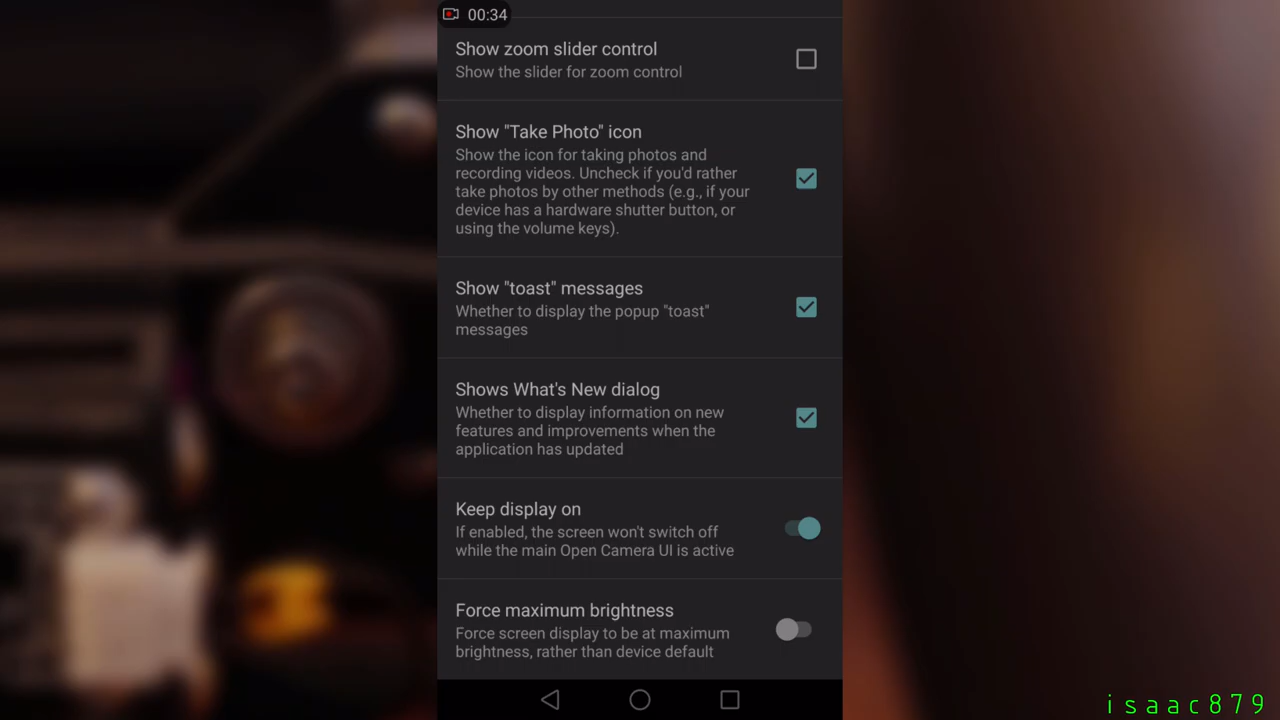 00:34
Show zoom slider control
Show the slider for zoom control
Show "Take Photo" icon
Show the icon for taking photos and
recording videos. Uncheck if you'd rather
take photos by other methods (e.g., if your
device has a hardware shutter button, or
using the volume keys).
Show "toast" messages
Whether to display the popup "toast"
messages
Shows What's New dialog
Whether to display information on new
features and improvements when the
application has updated
Keep display on
If enabled, the screen won't switch off
while the main Open Camera UI is active
Force maximum brightness
Force screen display to be at maximum
brightness, rather than device default
isaac879